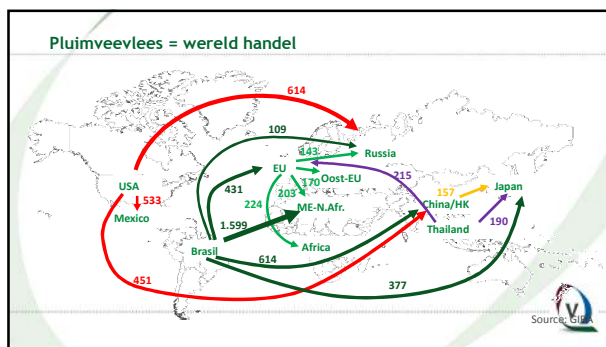 Pluimveevlees = wereld handel
614
109
143
Russia
EU
170
Oost-EU
215
USA
431
203
157
Japan
533
ME-N.Afr.
China/HK
Mexico
224
1.599
Thailand
190
Brasil
Africa
614
451
377
V
Source: GIRA